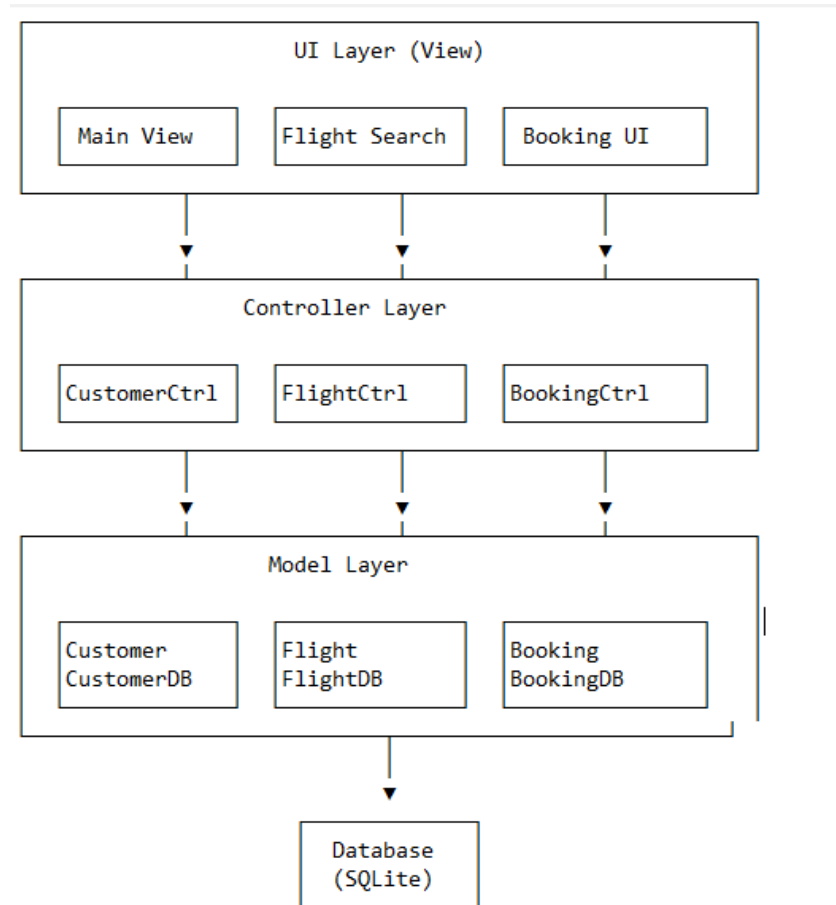 UI Layer (View)
Main View
Flight Search
Booking UI
Controller Layer
CustomerCtrl
FlightCtrl
BookingCtrl
Model Layer
Customer
CustomerDB
Flight
FlightDB
Booking
BookingDB
Database
(SQLite)